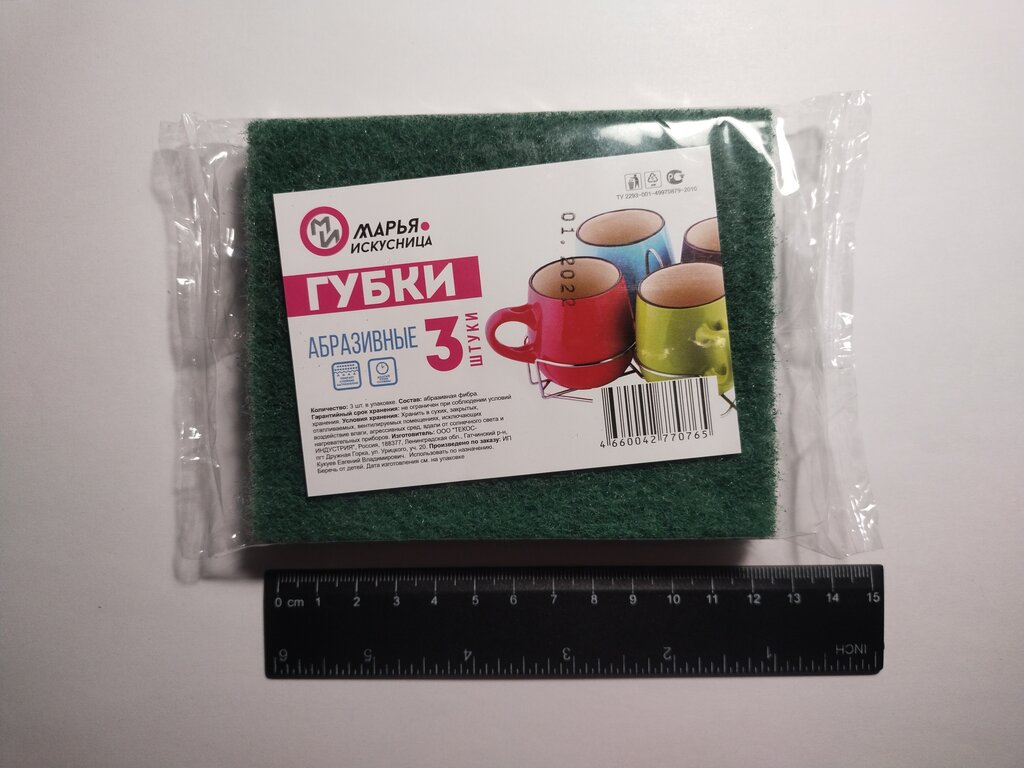 МИ
МАРЬЯ
ИСКУСНИЦА
ГУБКИ
АБРАЗИВНЫЕ
3
ШТУКИ
ТУ 2293-001-49975879-2010
01.2022
Количество: 3 шт. в упаковке. Состав: абразивная фибра.
Гарантийный срок хранения: не ограничен при соблюдении условий
хранения. Условия хранения: Хранить в сухих, закрытых,
отапливаемых, вентилируемых помещениях, исключающих
воздействие влаги, агрессивных сред, вдали от солнечного света и
нагревательных приборов. Изготовитель: ООО "ТЕКОС-
ИНДУСТРИЯ", Россия, 188377, Ленинградская обл., Гатчинский р-н,
пгт Дружная Горка, ул. Урицкого, уч. 20. Произведено по заказу: ИП
Кукуев Евгений Владимирович. Использовать по назначению.
Беречь от детей. Дата изготовления см. на упаковке
4 660042 770765
0 cm 1 2 3 4 5 6 7 8 9 10 11 12 13 14 15
6 5 4 3 2 1 INCH